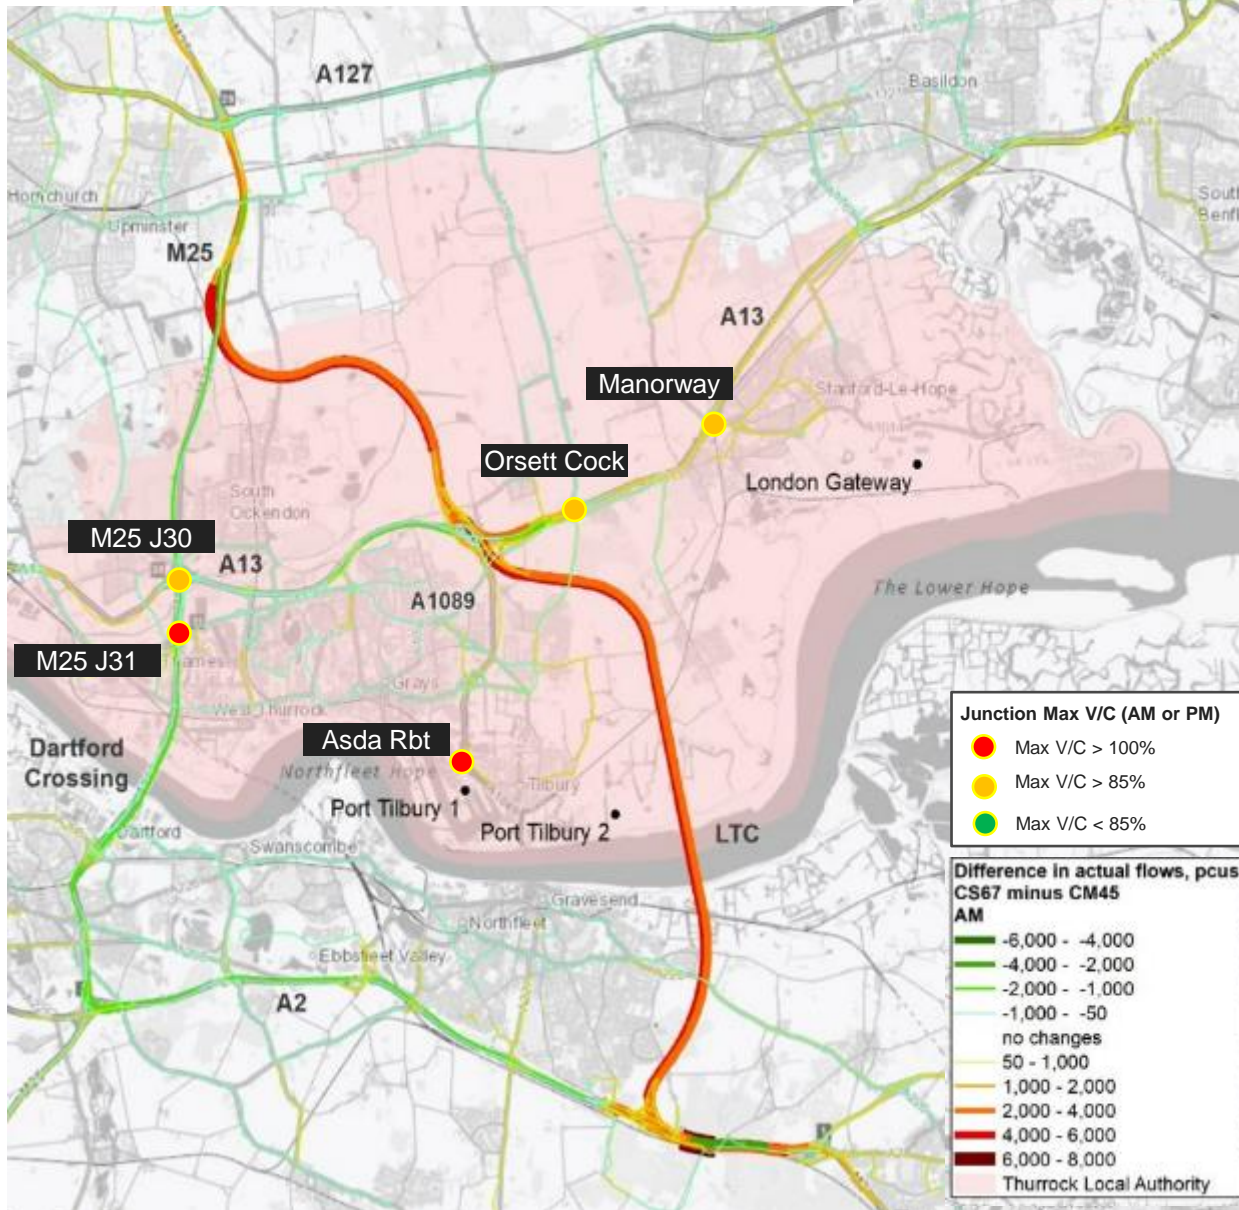 A127
Basildon
Hornchurch
Upminster
South
Benfl
M25
A13
Manorway
Stanford-Le-Hope
Orsett Cock
London Gateway
South
Ockendon
M25 J30
A13
A1089
The Lower Hope
M25 J31
Grays
West Thurrock
Asda Rbt
Dartford
Crossing
Northfleet Hope
Tilbury
Port Tilbury 1
Port Tilbury 2
LTC
Dartford
Swanscombe
Gravesend
Northfleet
Ebbsfleet Valley
A2
Junction Max V/C (AM or PM)
Max V/C > 100%
Max V/C > 85%
Max V/C < 85%
Difference in actual flows, pcus
CS67 minus CM45
AM
-6,000 - -4,000
-4,000 - -2,000
-2,000 - -1,000
-1,000 - -50
no changes
50 - 1,000
1,000 - 2,000
2,000 - 4,000
4,000 - 6,000
6,000 - 8,000
Thurrock Local Authority